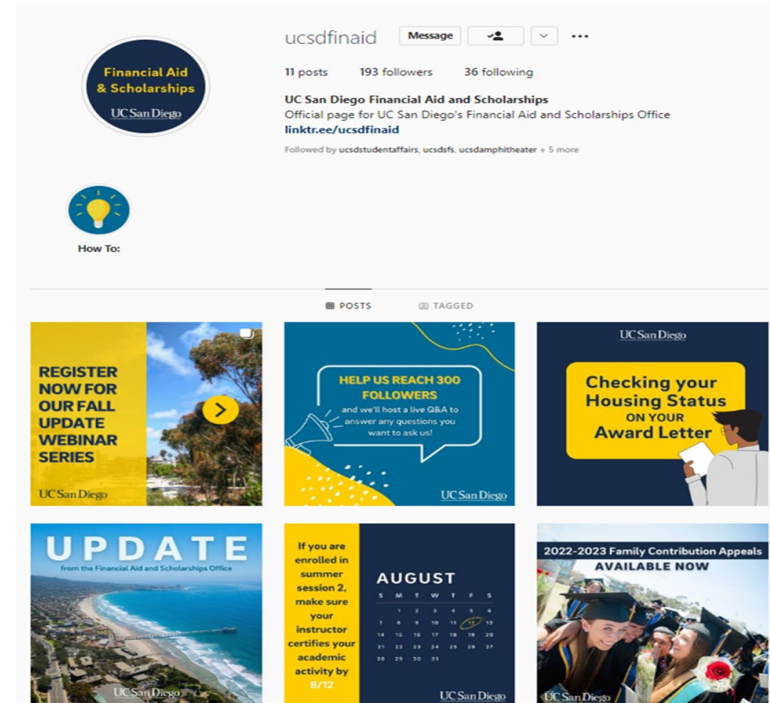 Financial Aid
& Scholarships
UC San Diego
ucsdfinaid Message
11 posts 193 followers 36 following
UC San Diego Financial Aid and Scholarships
Official page for UC San Diego's Financial Aid and Scholarships Office
linktr.ee/ucsdfinaid
Followed by ucsdstudentaffairs, ucsdsfs, ucsdamphitheater + 5 more
How To:
POSTS TAGGED
REGISTER
NOW FOR
OUR FALL
UPDATE
WEBINAR
SERIES
UC San Diego
HELP US REACH 300
FOLLOWERS
and we'll host a live Q&A to
answer any questions you
want to ask us!
UC San Diego
UC San Diego
Checking your
Housing Status
ON YOUR
Award Letter
UPDATE
from the Financial Aid and Scholarships Office
UC San Diego
If you are
enrolled in
summer
session 2,
make sure
your
instructor
certifies your
academic
activity by
8/12
AUGUST
S M T W T F S
1 2 3 4 5 6
7 8 9 10 11 12 13
14 15 16 17 18 19 20
21 22 23 24 25 26 27
28 29 30 31
UC San Diego
2022-2023 Family Contribution Appeals
AVAILABLE NOW
UC San Diego